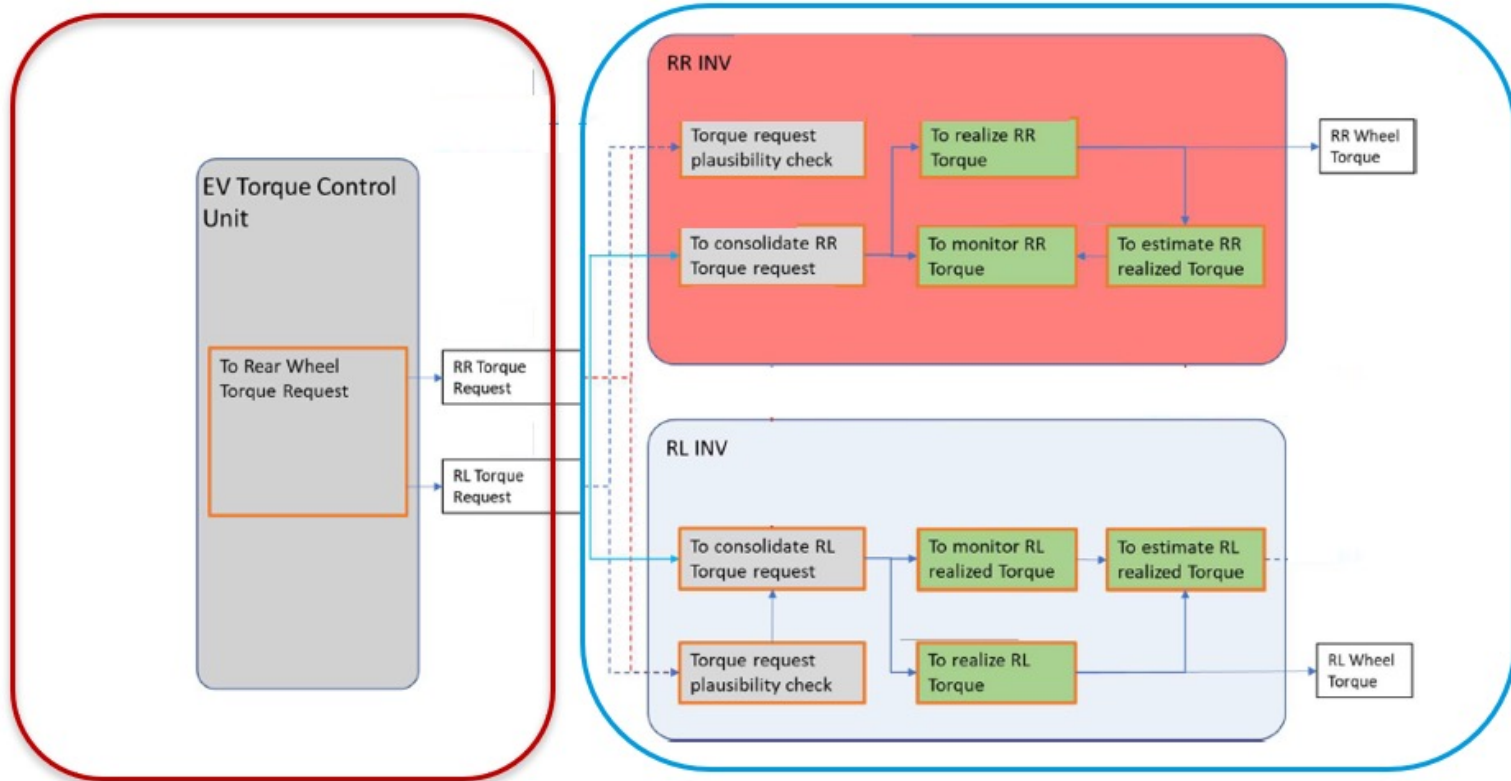 EV Torque Control
Unit
To Rear Wheel
Torque Request
RR Torque
Request
RL Torque
Request
RR INV
Torque request
plausibility check
To realize RR
Torque
To consolidate RR
Torque request
To monitor RR
Torque
To estimate RR
realized Torque
RR Wheel
Torque
RL INV
To consolidate RL
Torque request
To monitor RL
realized Torque
To estimate RL
realized Torque
Torque request
plausibility check
To realize RL
Torque
RL Wheel
Torque